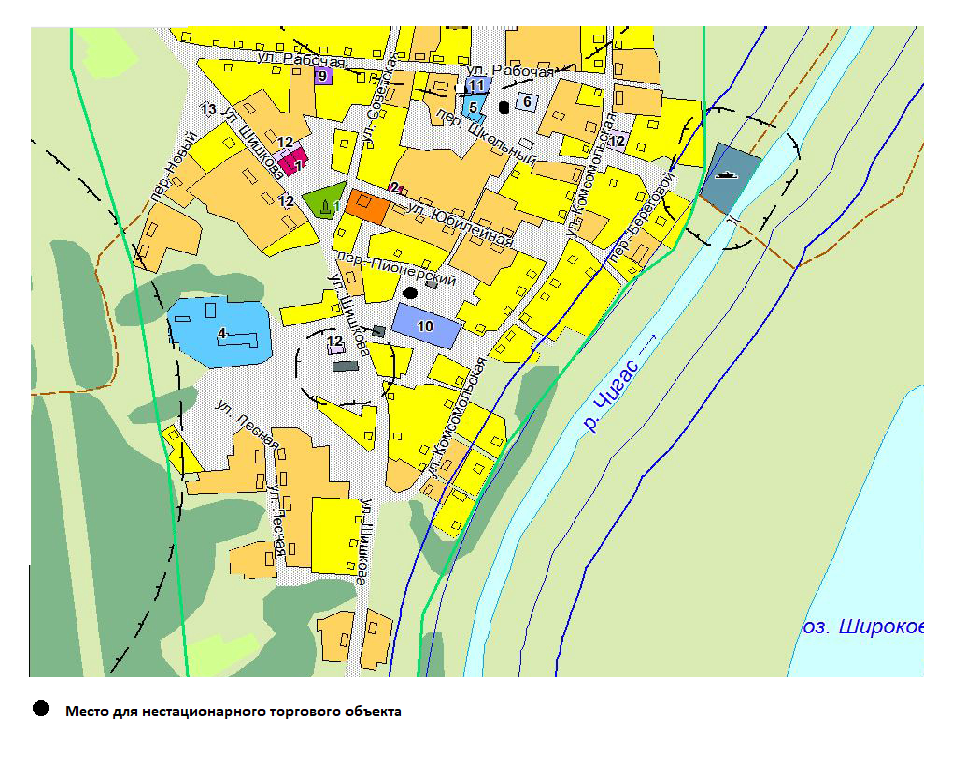 ул. Рабочая
ул. Рабочая
9
11
5
6
ул. Советская
пер. Школьный
13
ул. Шишкова
12
12
7
пер. Новый
12
ул. Комсомольская
21
1
ул. Юбилейная
пер. Береговой
пер. Пионерский
ул. Шишкова
4
10
12
р. Чигас
ул. Лесная
ул. Комсомольская
ул. Лесная
ул. Шишкова
оз. Широкое
Место для нестационарного торгового объекта